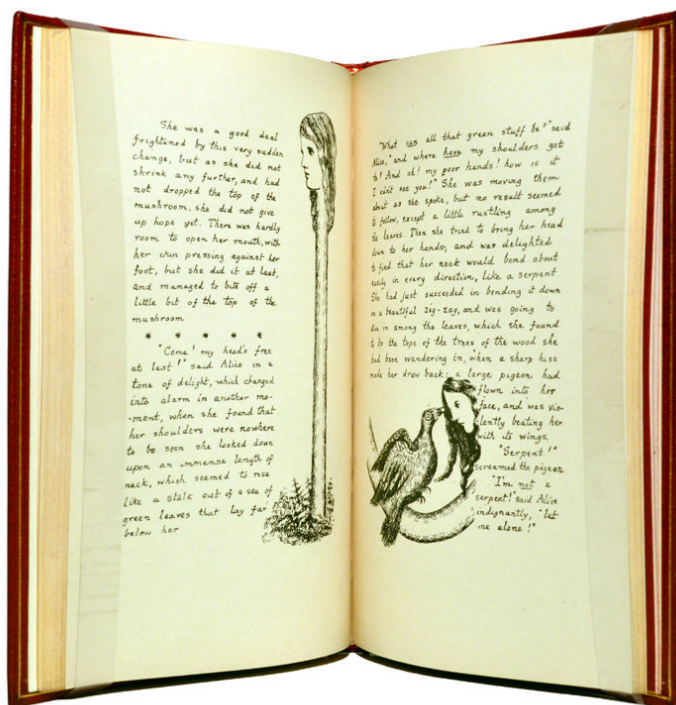 She was a good deal
frightened by this very sudden
change, but as she did not
shrink any further, and had
not dropped the top of the
mushroom, she did not give
up hope yet. There was hardly
room to open her mouth, with
her chin pressing against her
foot, but she did it at last,
and managed to bite off a
little bit of the top of the
mushroom
* * * * *
"Come! my head's free
at last!" said Alice in a
tone of delight, which changed
into alarm in another mo-
-ment, when she found that
her shoulders were nowhere
to be seen she looked down
upon an immense length of
neck, which seemed to rise
like a stalk out of a sea of
green leaves that lay far
below her
"What can all that green stuff be?" said
Alice, "and where have my shoulders got
to? And oh! my poor hands! how is it
I ca'n't see you?" She was moving them
about as she spoke, but no result seemed
to follow, except a little rustling among
the leaves. Then she tried to bring her head
down to her hands, and was delighted
to find that her neck would bend about
easily in every direction, like a serpent
She had just succeeded in bending it down
in a beautiful zig-zag, and was going to
dive in among the leaves, which she found
to be the tops of the trees of the wood she
had been wandering in, when a sharp hiss
made her draw back: a large pigeon had
flown into her
face, and was vio-
lently beating her
with its wings.
"Serpent!"
screamed the pigeon
"I'm not a
serpent!" said Alice
indignantly, "let
me alone!"